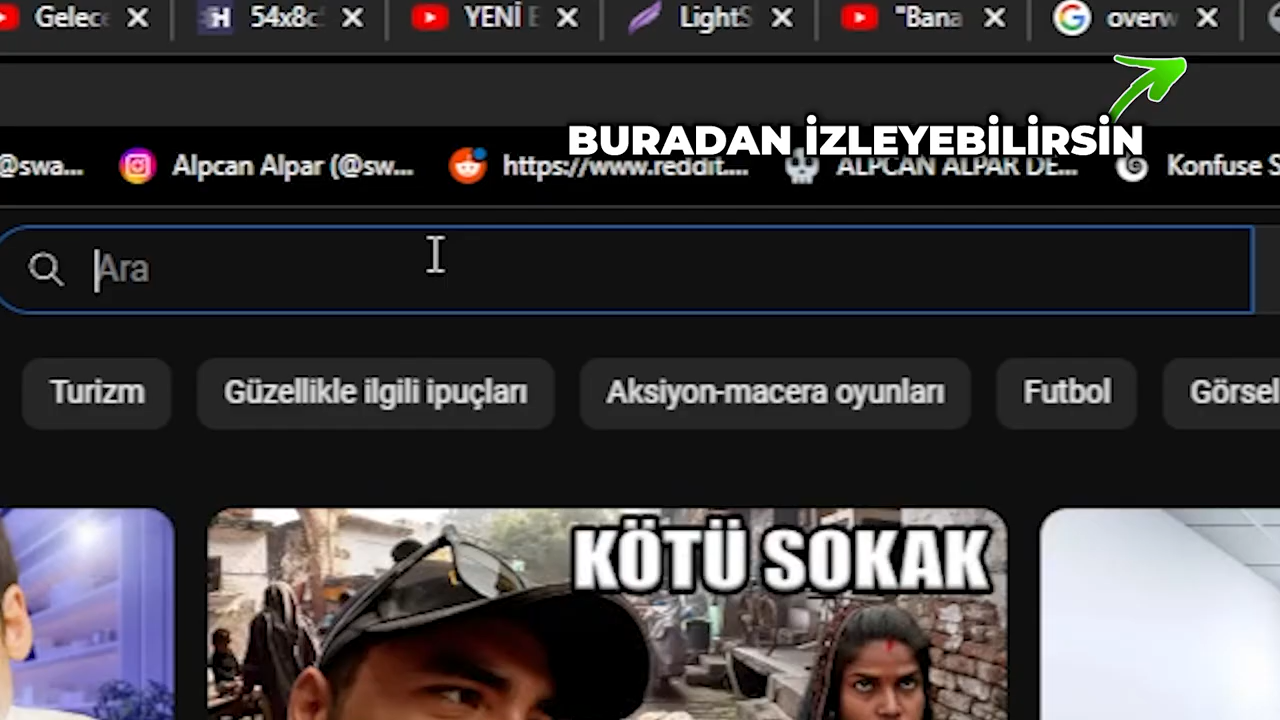 Gelec 54x8c YENİ E LightS "Bana overw
BURADAN İZLEYEBİLİRSİN
@swa... Alpcan Alpar (@sw... https://www.reddit.... ALPCAN ALPAR DE... Konfuse S
Ara
Turizm Güzellikle ilgili ipuçları Aksiyon-macera oyunları Futbol Görsel
KÖTÜ SOKAK